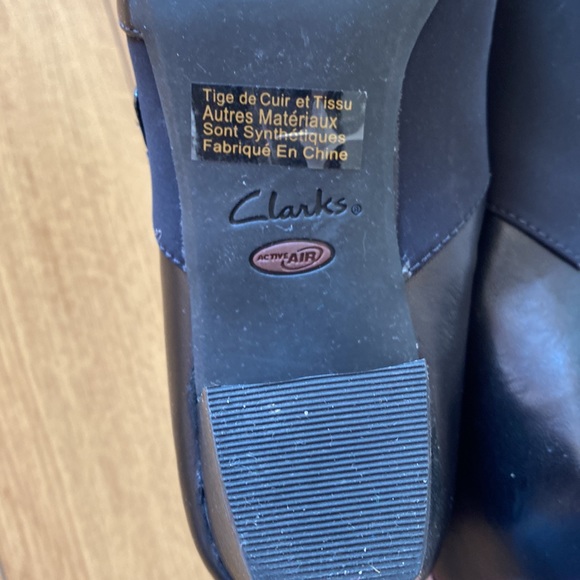 Tige de Cuir et Tissu
Autres Matériaux
Sont Synthétiques
Fabriqué En Chine
Clarks®
ACTIVE AIR